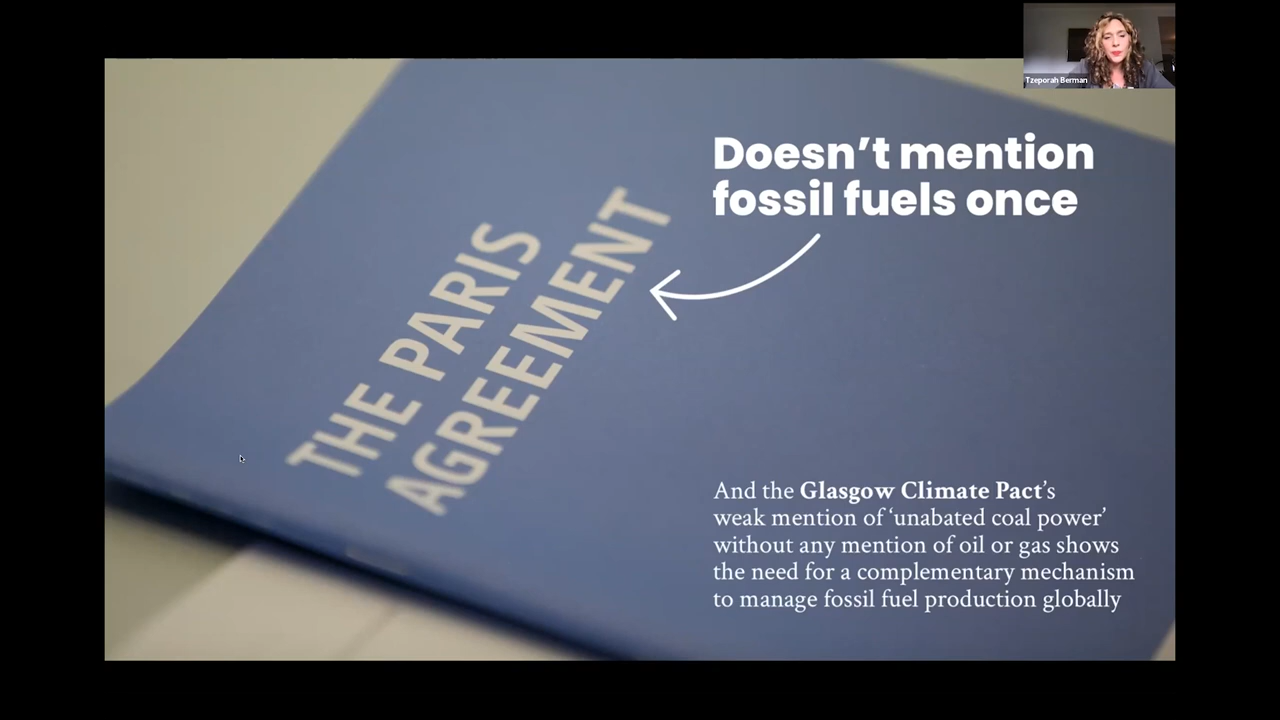 Tzeporah Berman
Doesn’t mention
fossil fuels once
THE PARIS
AGREEMENT
And the Glasgow Climate Pact’s
weak mention of ‘unabated coal power’
without any mention of oil or gas shows
the need for a complementary mechanism
to manage fossil fuel production globally